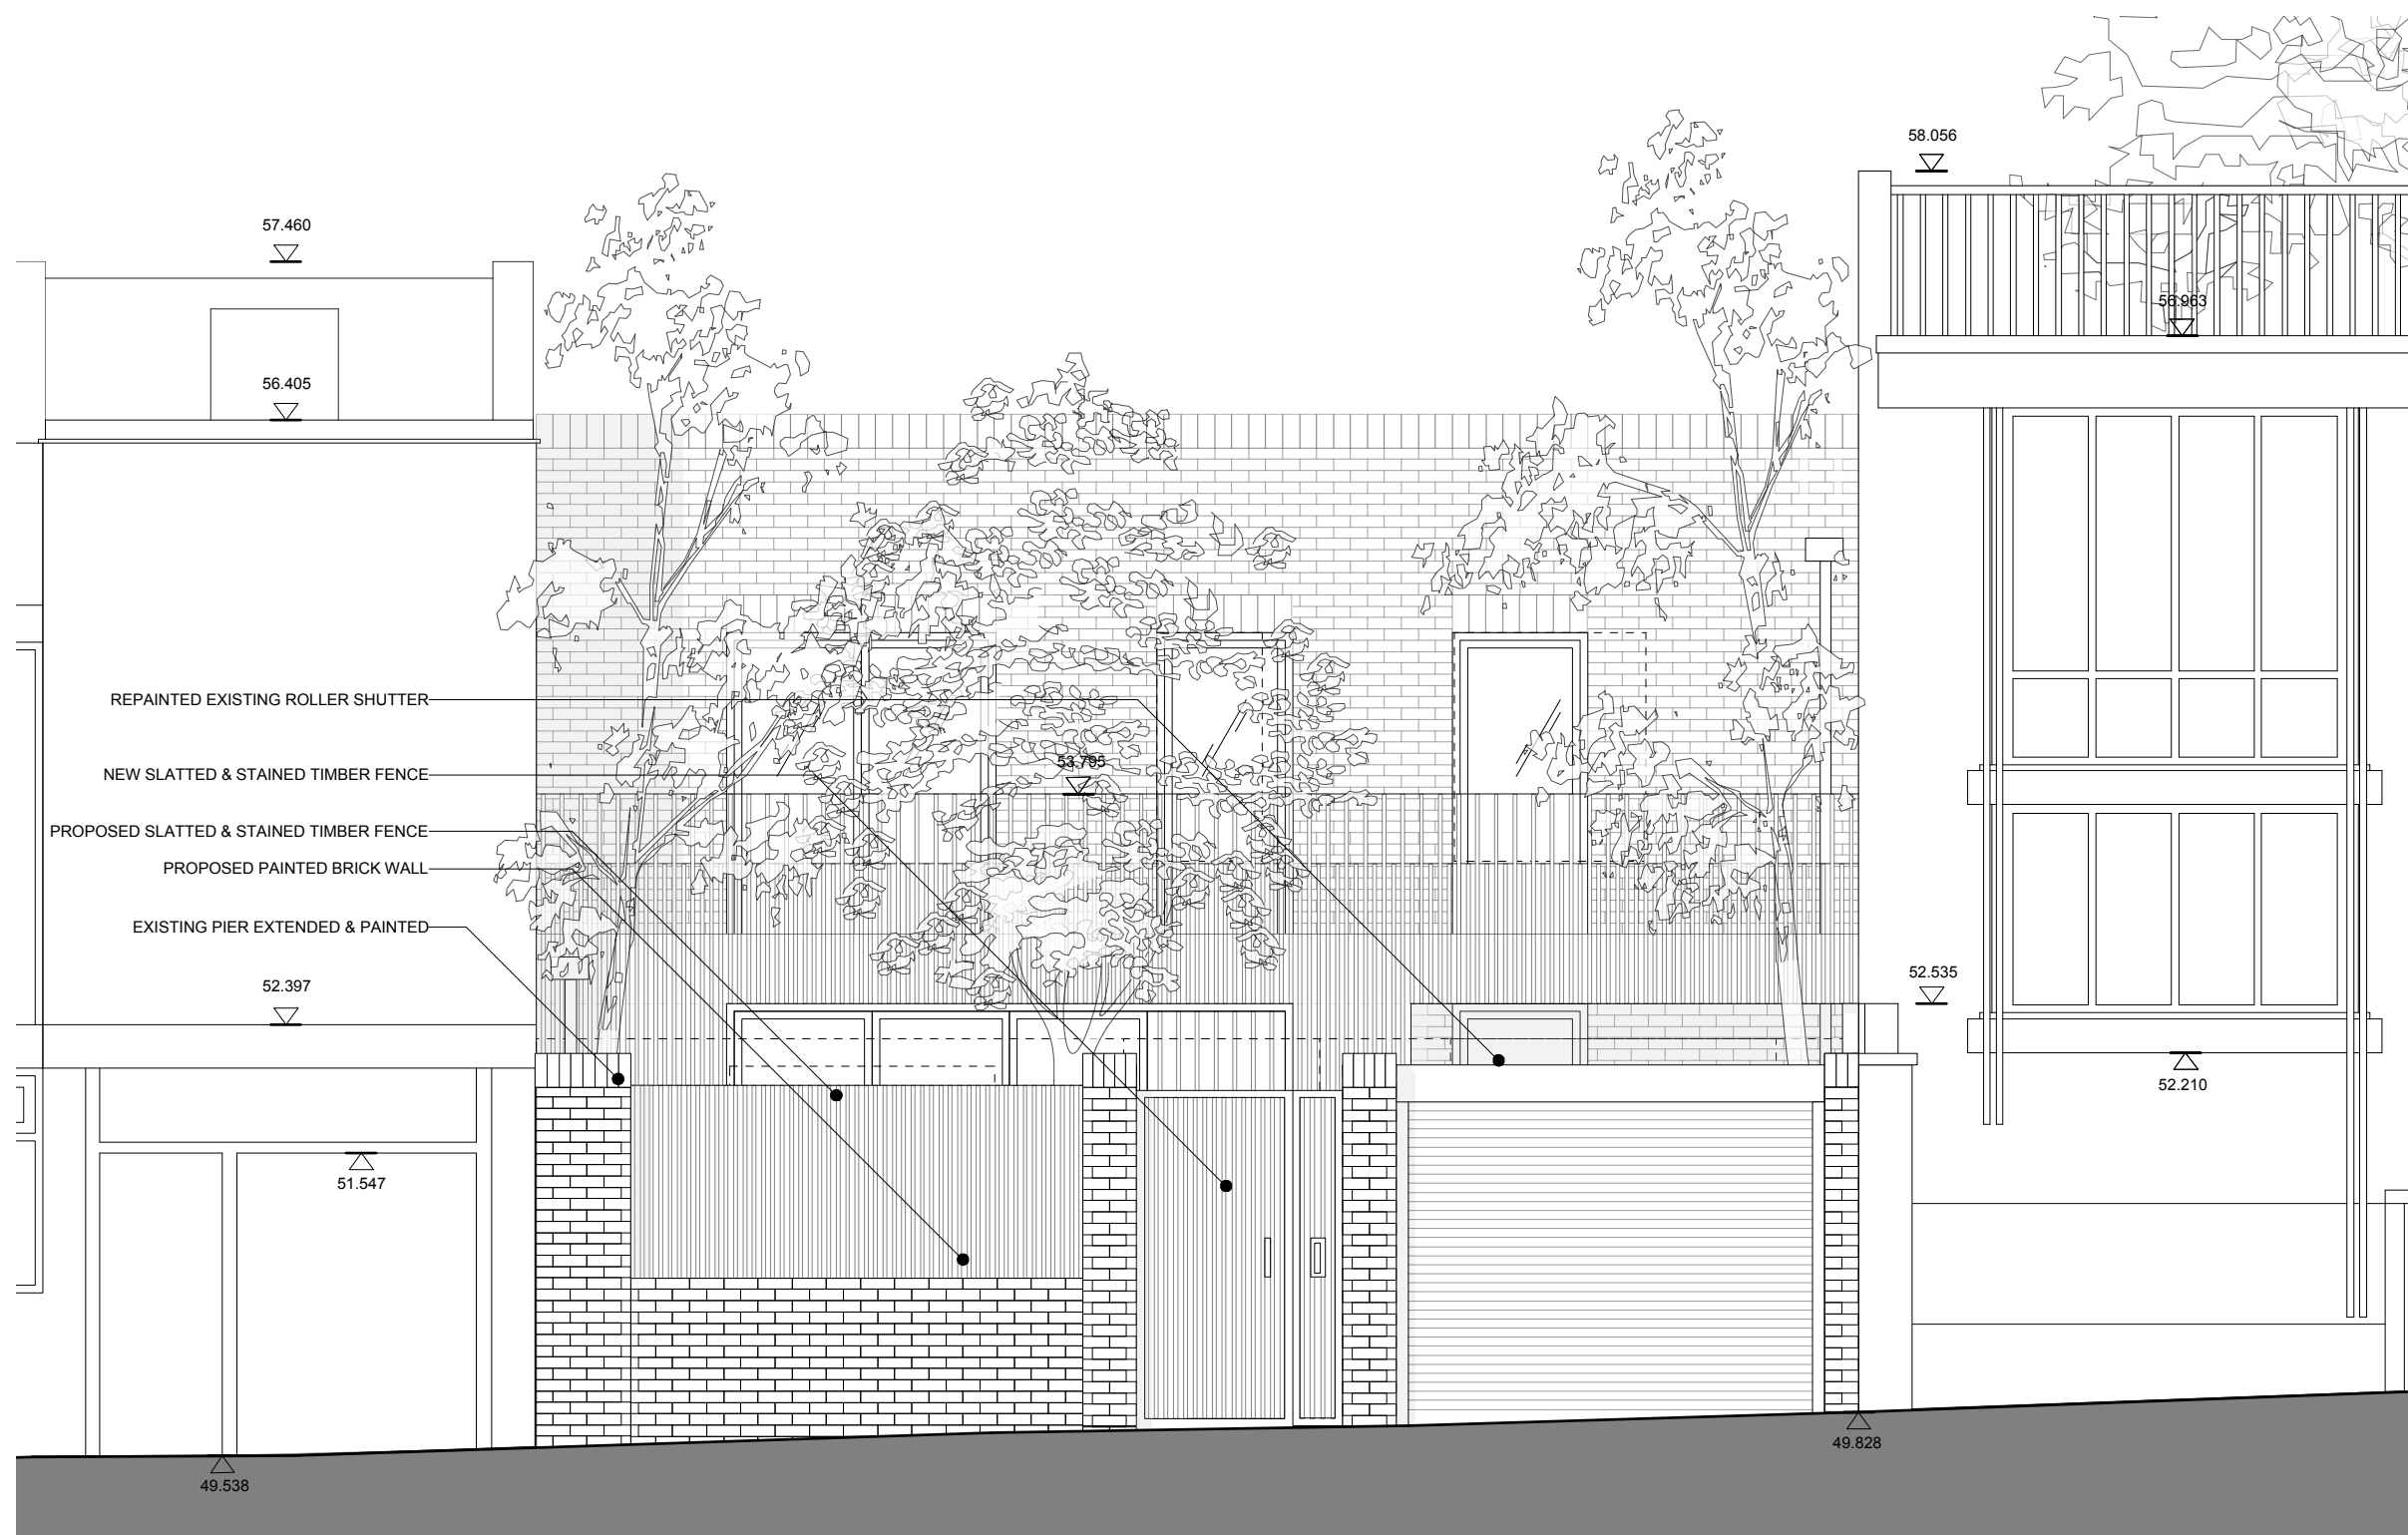 58.056
57.460
56.963
56.405
REPAINTED EXISTING ROLLER SHUTTER
53.795
NEW SLATTED & STAINED TIMBER FENCE
PROPOSED SLATTED & STAINED TIMBER FENCE
PROPOSED PAINTED BRICK WALL
EXISTING PIER EXTENDED & PAINTED
52.535
52.397
52.210
51.547
49.828
49.538